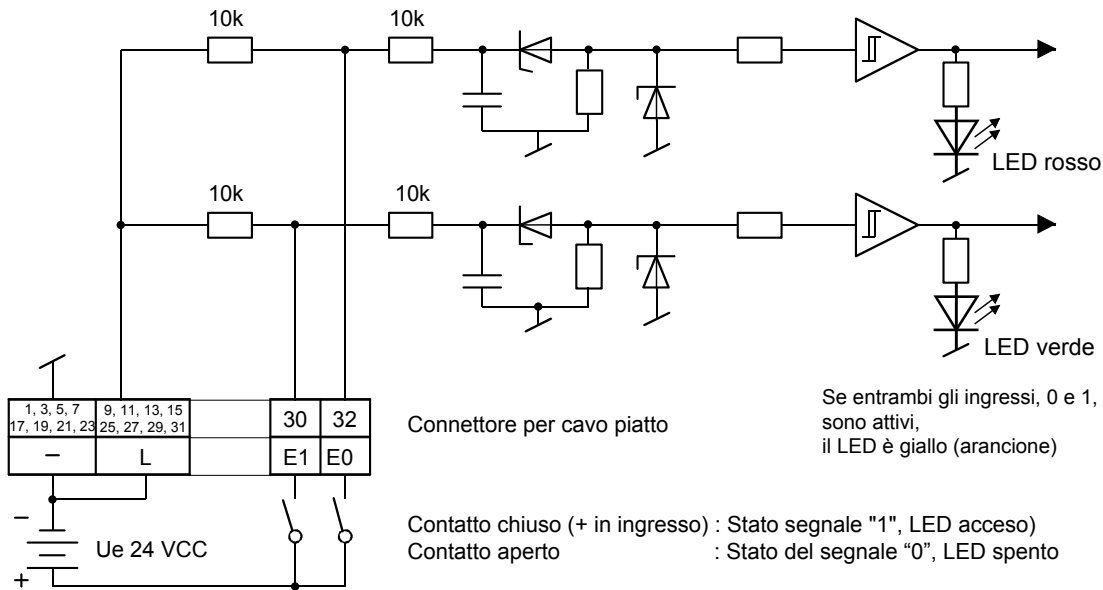 10k
10k
LED rosso
10k
10k
LED verde
1, 3, 5, 7
17, 19, 21, 23
9, 11, 13, 15
25, 27, 29, 31
30
32
–
L
E1
E0
Connettore per cavo piatto
Se entrambi gli ingressi, 0 e 1,
sono attivi,
il LED è giallo (arancione)
–
Ue 24 VCC
+
Contatto chiuso (+ in ingresso) : Stato segnale "1", LED acceso)
Contatto aperto : Stato del segnale “0”, LED spento